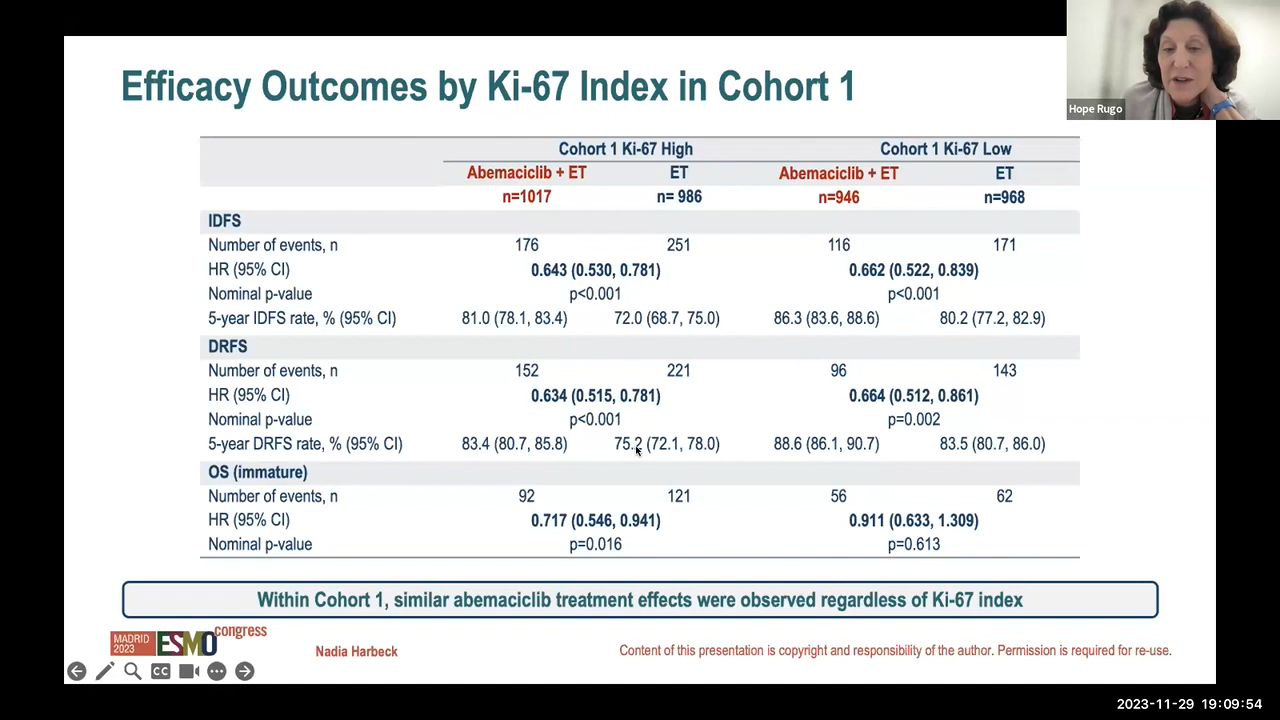 Efficacy Outcomes by Ki-67 Index in Cohort 1
Hope Rugo
Cohort 1 Ki-67 High Cohort 1 Ki-67 Low
Abemaciclib + ET ET Abemaciclib + ET ET
n=1017 n= 986 n=946 n=968
IDFS
Number of events, n 176 251 116 171
HR (95% CI) 0.643 (0.530, 0.781) 0.662 (0.522, 0.839)
Nominal p-value p<0.001 p<0.001
5-year IDFS rate, % (95% CI) 81.0 (78.1, 83.4) 72.0 (68.7, 75.0) 86.3 (83.6, 88.6) 80.2 (77.2, 82.9)
DRFS
Number of events, n 152 221 96 143
HR (95% CI) 0.634 (0.515, 0.781) 0.664 (0.512, 0.861)
Nominal p-value p<0.001 p=0.002
5-year DRFS rate, % (95% CI) 83.4 (80.7, 85.8) 75.2 (72.1, 78.0) 88.6 (86.1, 90.7) 83.5 (80.7, 86.0)
OS (immature)
Number of events, n 92 121 56 62
HR (95% CI) 0.717 (0.546, 0.941) 0.911 (0.633, 1.309)
Nominal p-value p=0.016 p=0.613
Within Cohort 1, similar abemaciclib treatment effects were observed regardless of Ki-67 index
MADRID 2023 ESMO congress
Nadia Harbeck
Content of this presentation is copyright and responsibility of the author. Permission is required for re-use.
CC
2023-11-29 19:09:54